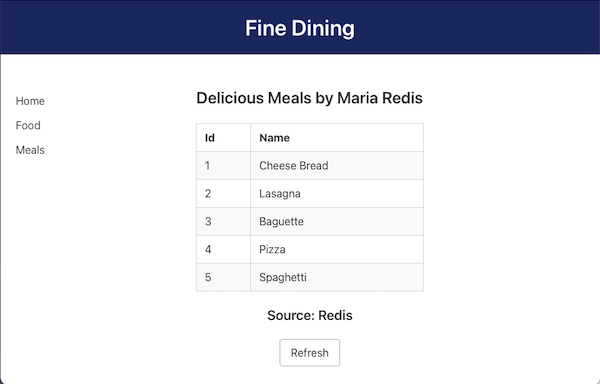 Fine Dining
Home
Food
Meals
Delicious Meals by Maria Redis
Id Name
1 Cheese Bread
2 Lasagna
3 Baguette
4 Pizza
5 Spaghetti
Source: Redis
Refresh